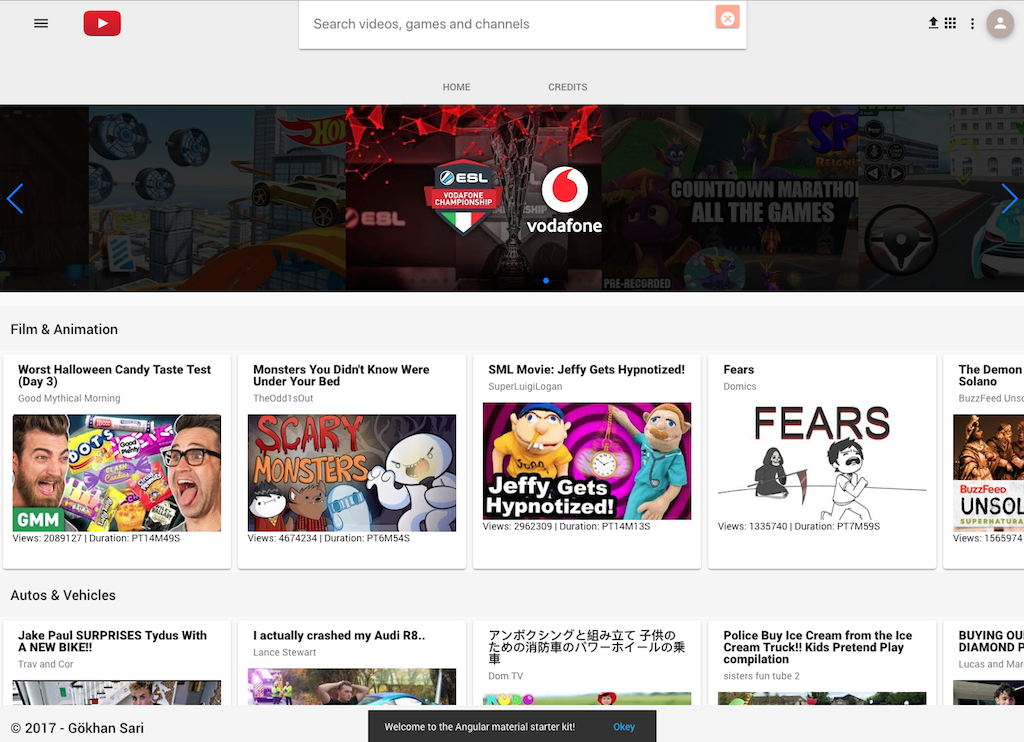 Search videos, games and channels
HOME
CREDITS
ESL
ESL
VODAFONE
CHAMPIONSHIP
vodafone
COUNTDOWN MARATHO
ALL THE GAMES
PRE-RECORDED
Film & Animation
Worst Halloween Candy Taste Test
(Day 3)
Good Mythical Morning
DOTS
Good
Plenty
GMM
Views: 2089127 | Duration: PT14M49S
Monsters You Didn't Know Were
Under Your Bed
TheOdd1sOut
SCARY
MONSTERS
Views: 4674234 | Duration: PT6M54S
SML Movie: Jeffy Gets Hypnotized!
SuperLuigiLogan
Jeffy Gets
Hypnotized!
Views: 2962309 | Duration: PT14M13S
Fears
Domics
FEARS
Views: 1335740 | Duration: PT7M59S
The Demon
Solano
BuzzFeed Unso
BuzzFeed
UNSOL
SUPERNATURA
Views: 1565974
Autos & Vehicles
Jake Paul SURPRISES Tydus With
A NEW BIKE!!
Trav and Cor
I actually crashed my Audi R8..
Lance Stewart
アンボクシングと組み立て 子供の
ための消防車のパワーホイールの乗
車
Dom TV
Police Buy Ice Cream from the Ice
Cream Truck!! Kids Pretend Play
compilation
sisters fun tube 2
BUYING OU
DIAMOND P
Lucas and Mar
© 2017 - Gökhan Sari
Welcome to the Angular material starter kit!
Okey